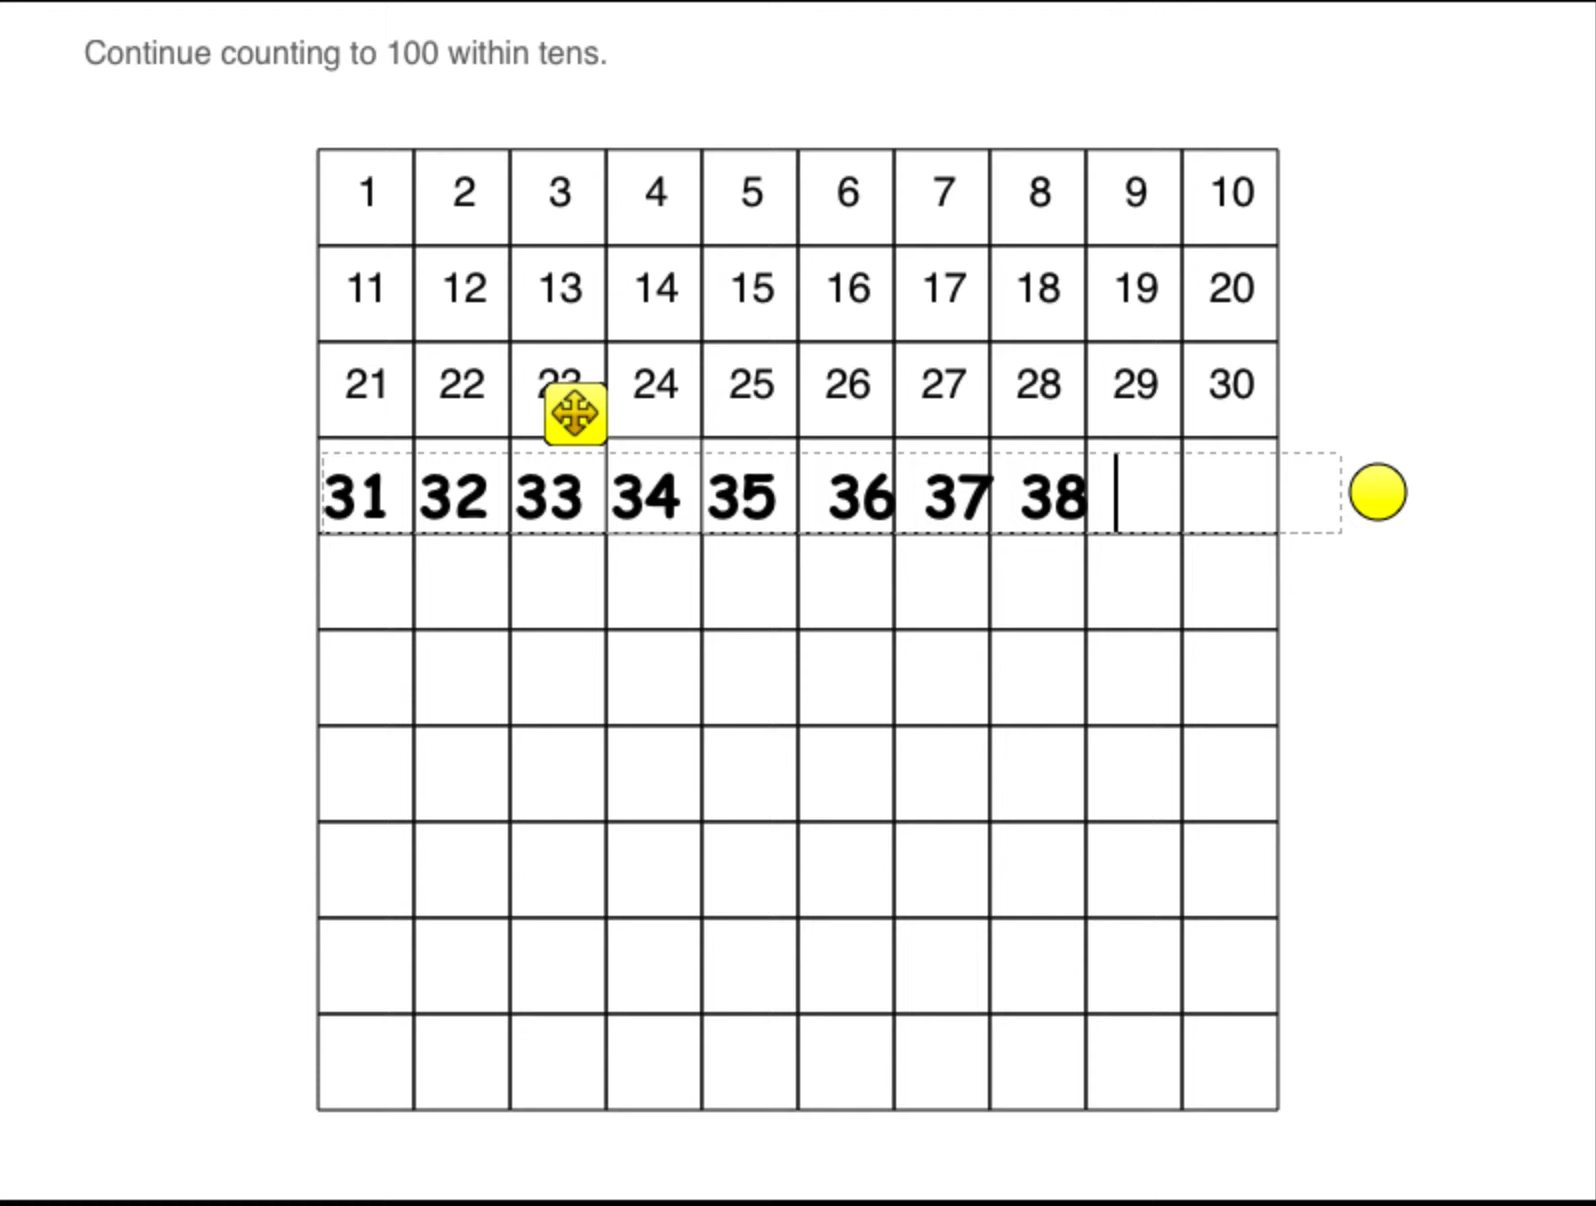 Continue counting to 100 within tens.
1 2 3 4 5 6 7 8 9 10
11 12 13 14 15 16 17 18 19 20
21 22 23 24 25 26 27 28 29 30
31 32 33 34 35 36 37 38